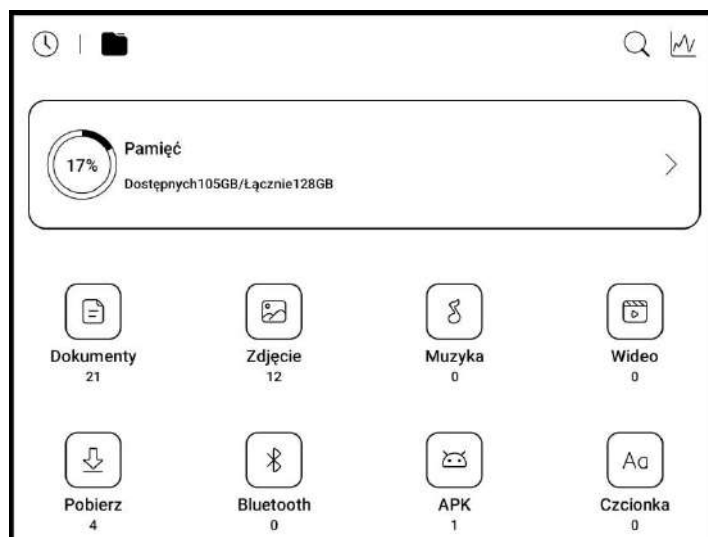 17%
Pamięć
Dostępnych105GB/Łącznie128GB
Dokumenty
21
Zdjęcie
12
Muzyka
0
Wideo
0
Pobierz
4
Bluetooth
0
APK
1
Aa
Czcionka
0